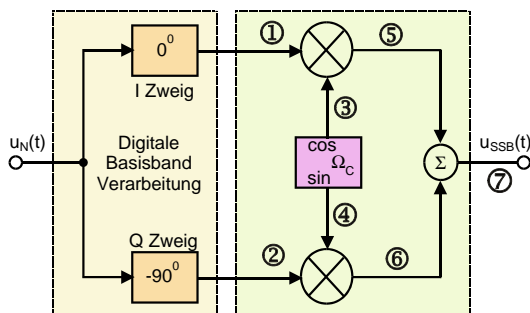 0⁰
①
⑤
I Zweig
③
u_N(t)
Digitale
Basisband
Verarbeitung
cos
Ω_C
sin
u_SSB(t)
Σ
⑦
④
Q Zweig
-90⁰
②
⑥